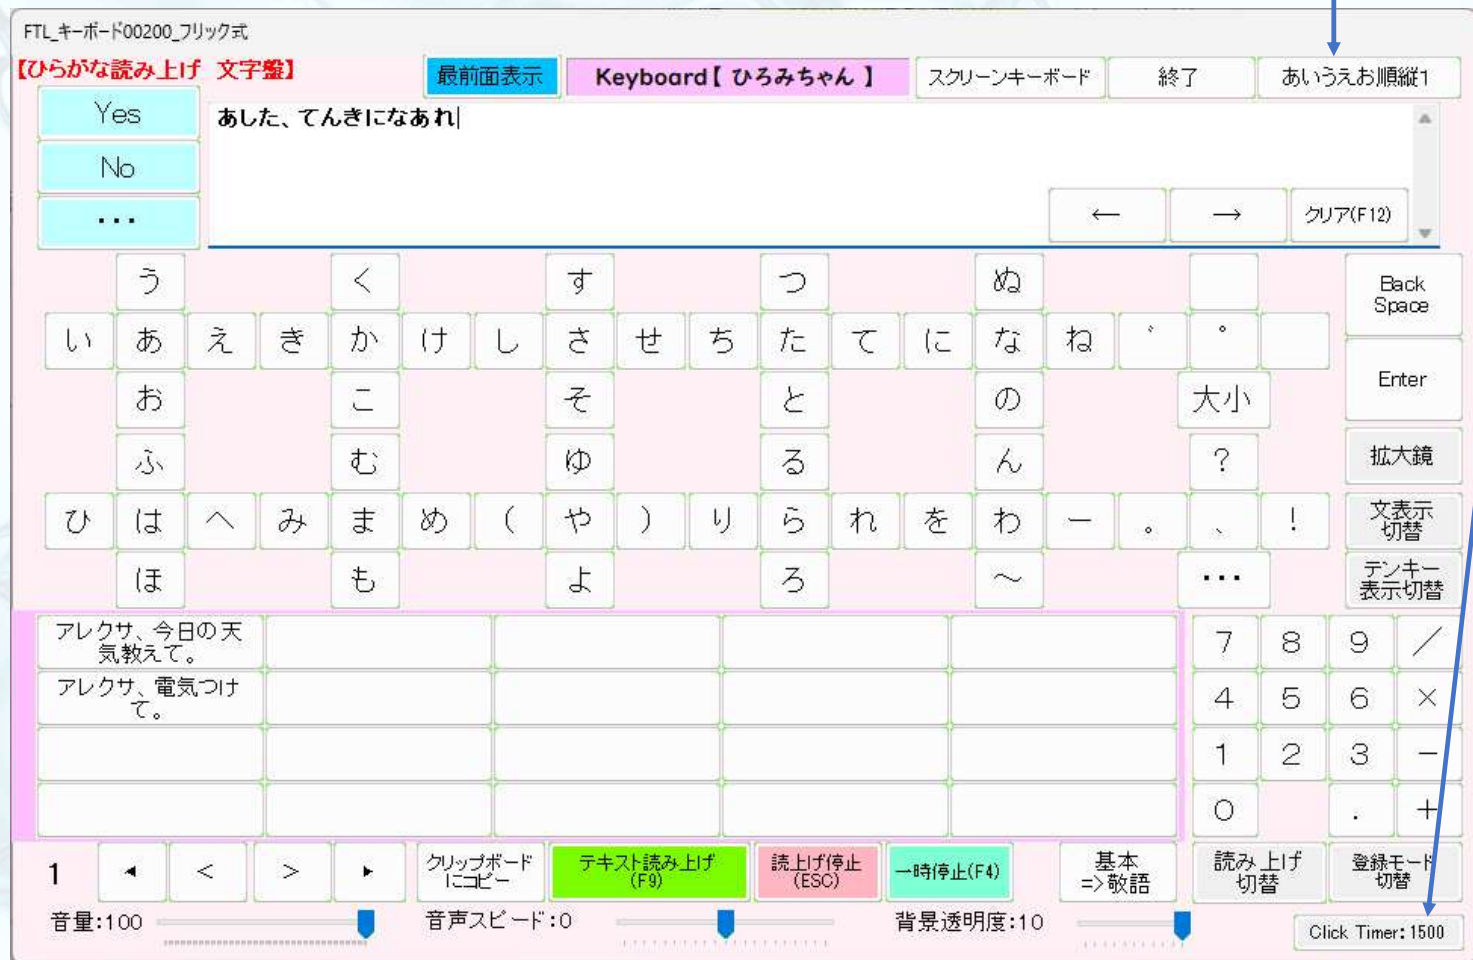 FTL_キーボード00200_フリック式
【ひらがな読み上げ 文字盤】 最前面表示 Keyboard【 ひろみちゃん 】 スクリーンキーボード 終了 あいうえお順縦1
Yes
No
・・・
あした、てんきになあれ
← → クリア(F12)
う く す つ ぬ
Back
Space
い あ え き か け し さ せ ち た て に な ね ゛ ゜
お こ そ と の 大小
Enter
ふ む ゆ る ん ?
拡大鏡
ひ は へ み ま め ( や ) り ら れ を わ ー 。 、 !
文表示
切替
ほ も よ ろ ~ ・・・
テンキー
表示切替
アレクサ、今日の天
気教えて。
アレクサ、電気つけ
て。
7 8 9 /
4 5 6 ×
1 2 3 -
0 . +
1 ◄ < > ►
クリップボード
にコピー
テキスト読み上げ
(F9)
読上げ停止
(ESC)
一時停止(F4)
基本
=>敬語
読み上げ
切替
登録モード
切替
音量:100 音声スピード:0 背景透明度:10 Click Timer:1500